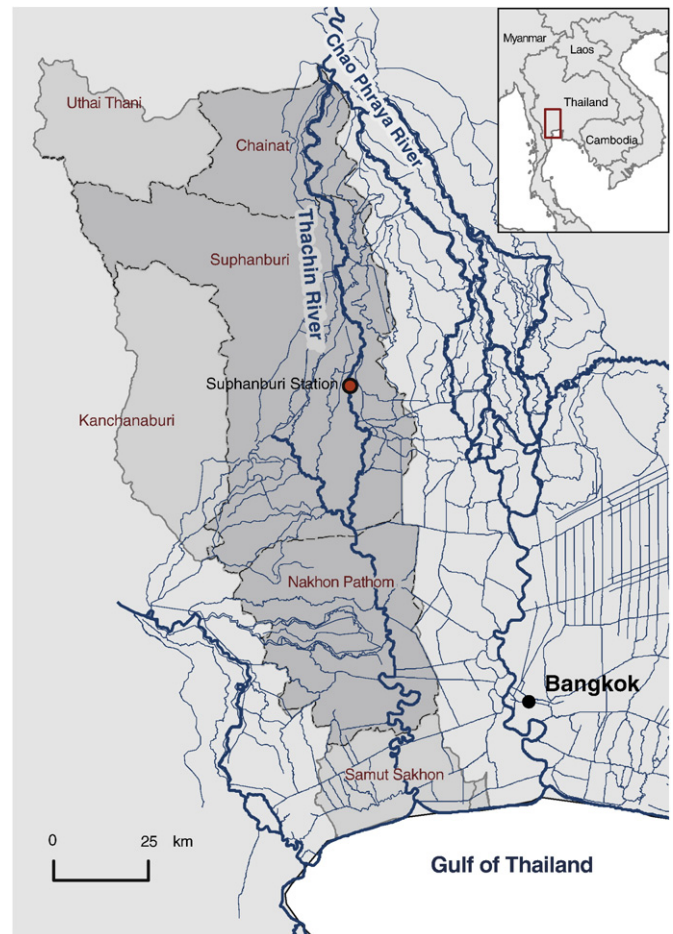 Myanmar
Laos
Thailand
Cambodia
Chao Phraya River
Uthai Thani
Chainat
Thachin River
Suphanburi
Suphanburi Station
Kanchanaburi
Nakhon Pathom
Bangkok
Samut Sakhon
0 25 km
Gulf of Thailand